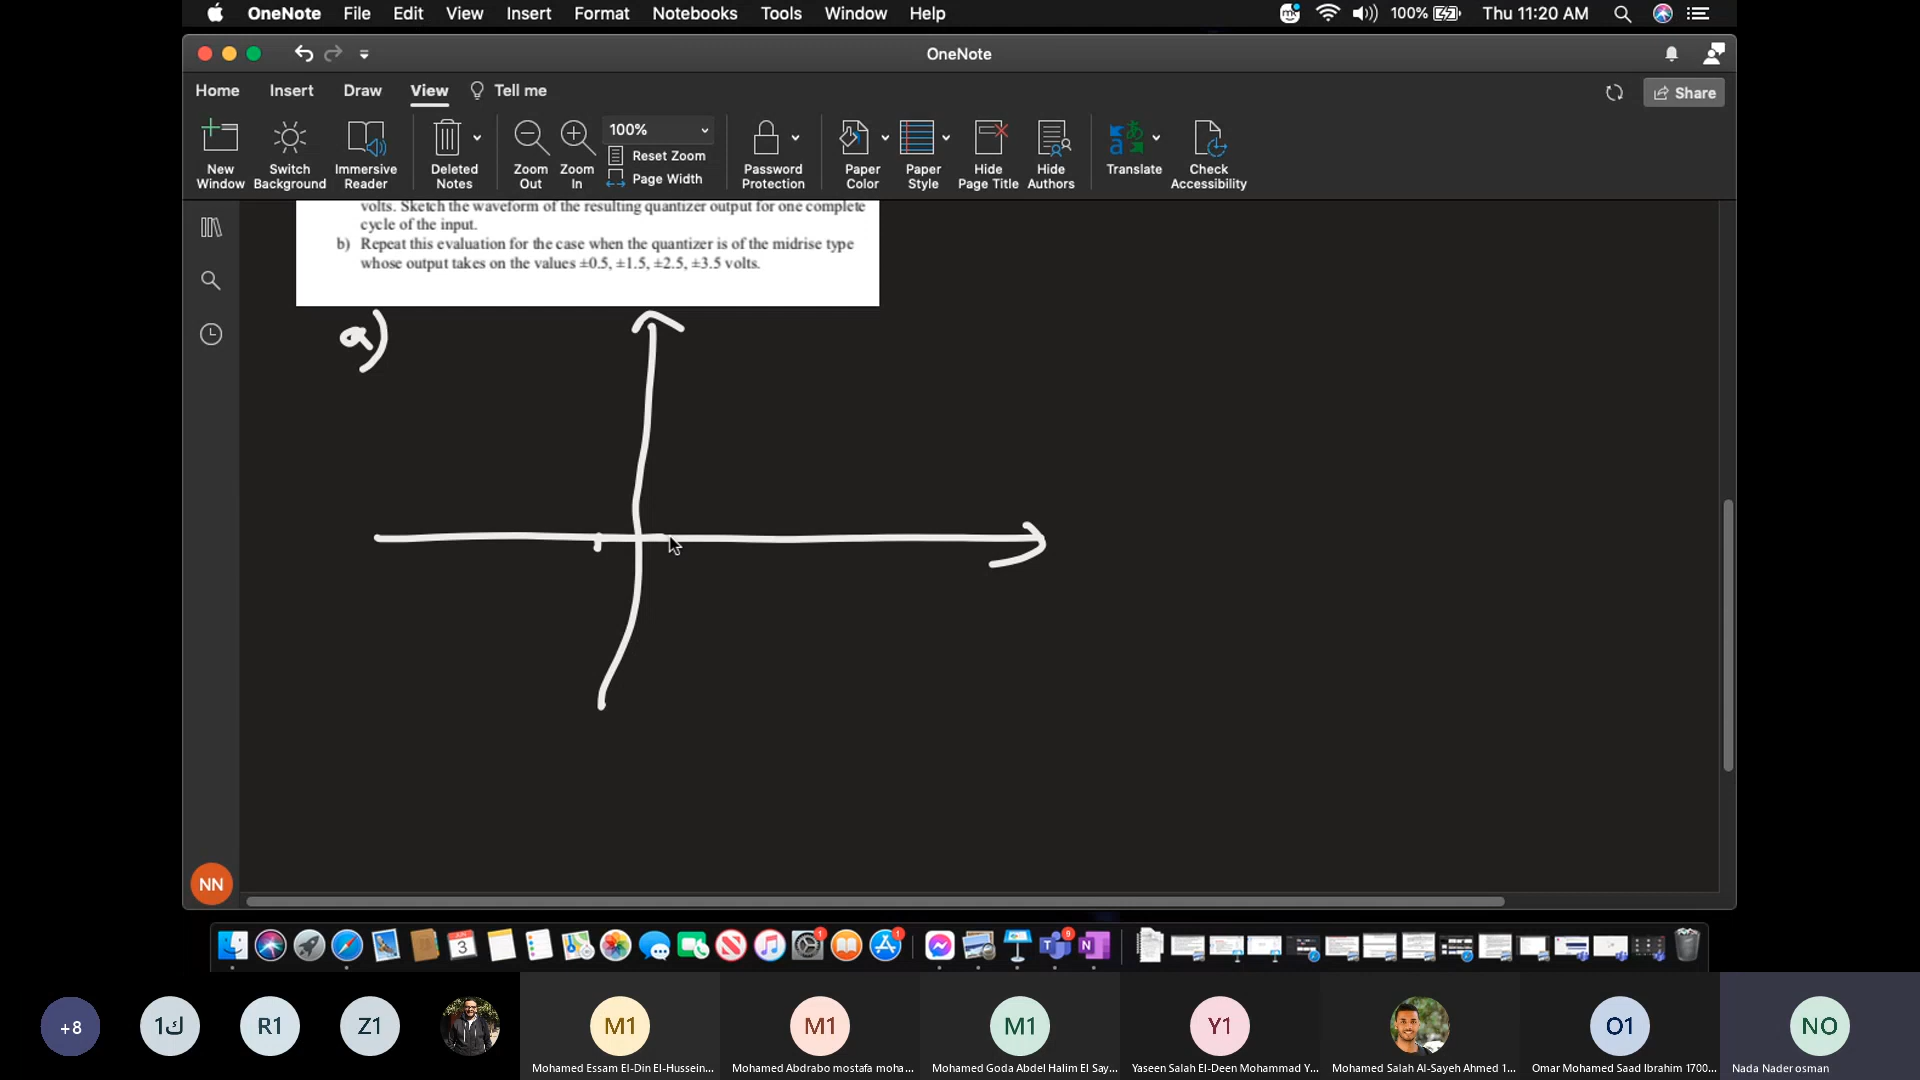 OneNote File Edit View Insert Format Notebooks Tools Window Help
mk 100% Thu 11:20 AM
OneNote
Home Insert Draw View Tell me
Share
100%
Reset Zoom
Page Width
New Window
Switch Background
Immersive Reader
Deleted Notes
Zoom Out
Zoom In
Password Protection
Paper Color
Paper Style
Hide Page Title
Hide Authors
Translate
Check Accessibility
volts. Sketch the waveform of the resulting quantizer output for one complete
cycle of the input.
b) Repeat this evaluation for the case when the quantizer is of the midrise type
whose output takes on the values ±0.5, ±1.5, ±2.5, ±3.5 volts.
a)
NN
JUN
3
1
1
9
N
+8 ك1 R1 Z1 M1 M1 M1 Y1 O1 NO
Mohamed Essam El-Din El-Hussein...
Mohamed Abdrabo mostafa moha...
Mohamed Goda Abdel Halim El Say...
Yaseen Salah El-Deen Mohammad Y...
Mohamed Salah Al-Sayeh Ahmed 1...
Omar Mohamed Saad Ibrahim 1700...
Nada Nader osman